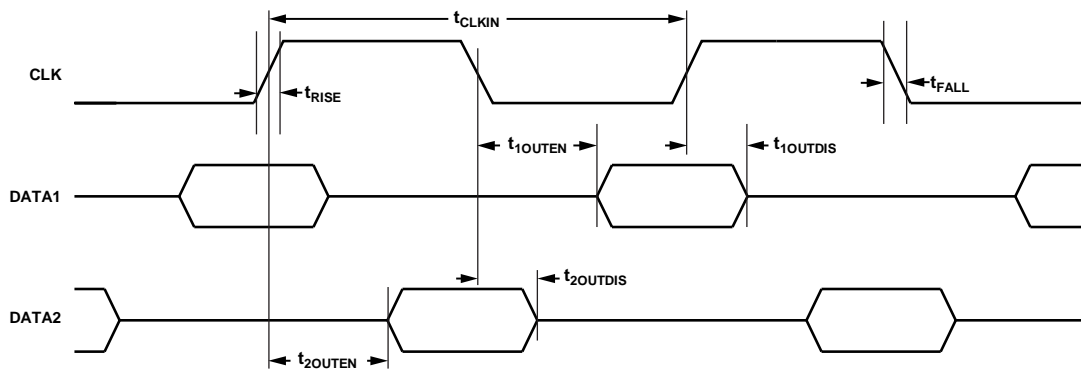 tCLKIN
CLK
tRISE
tFALL
t1OUTEN
t1OUTDIS
DATA1
t2OUTDIS
DATA2
t2OUTEN